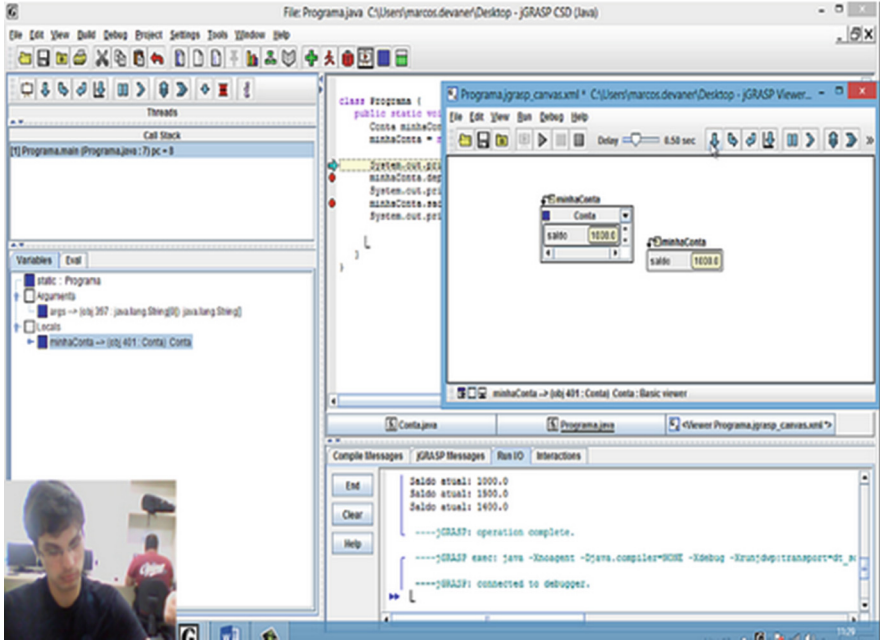 File: Programa.java C:\Users\marcos.devaner\Desktop - jGRASP CSD (Java)
File Edit View Build Debug Project Settings Tools Window Help
Threads
Call Stack
[1] Programa.main (Programa.java : 7) pc = 8
Variables Eval
static : Programa
Arguments
args --> (obj 397 : java.lang.String[0]) java.lang.String[]
Locals
minhaConta --> (obj 401 : Conta) Conta
class Programa {
public static voi
Conta minhaCon
minhaConta =
System.out.pri
minhaConta.dep
System.out.pri
minhaConta.sac
System.out.pri
}
}
Programa.jgrasp_canvas.xml * C:\Users\marcos.devaner\Desktop - jGRASP Viewer...
File Edit View Run Debug Help
Delay 0.50 sec
minhaConta
Conta
saldo 1000.0
minhaConta
saldo 1000.0
minhaConta --> (obj 401 : Conta) Conta : Basic viewer
Conta.java Programa.java <Viewer Programa.jgrasp_canvas.xml *>
Compile Messages jGRASP Messages Run I/O Interactions
End
Clear
Help
Saldo atual: 1000.0
Saldo atual: 1500.0
Saldo atual: 1400.0
----jGRASP: operation complete.
----jGRASP exec: java -Xnoagent -Djava.compiler=NONE -Xdebug -Xrunjdwp:transport=dt_s
----jGRASP: connected to debugger.
15:29